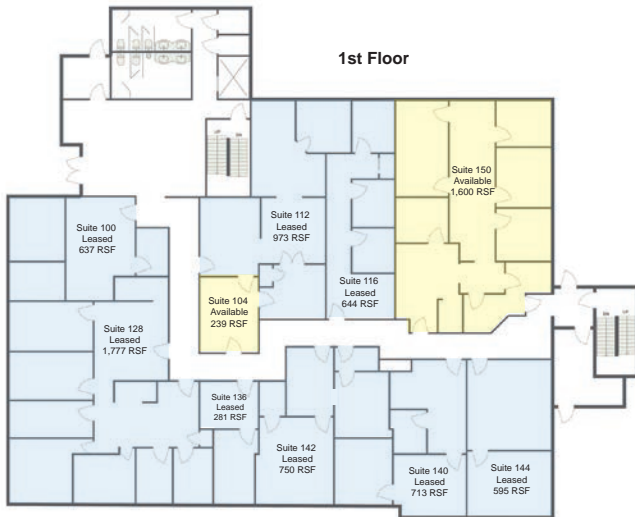 1st Floor
Suite 150
Available
1,600 RSF
Suite 100
Leased
637 RSF
Suite 112
Leased
973 RSF
Suite 116
Leased
644 RSF
Suite 104
Available
239 RSF
Suite 128
Leased
1,777 RSF
Suite 136
Leased
281 RSF
Suite 142
Leased
750 RSF
Suite 140
Leased
713 RSF
Suite 144
Leased
595 RSF